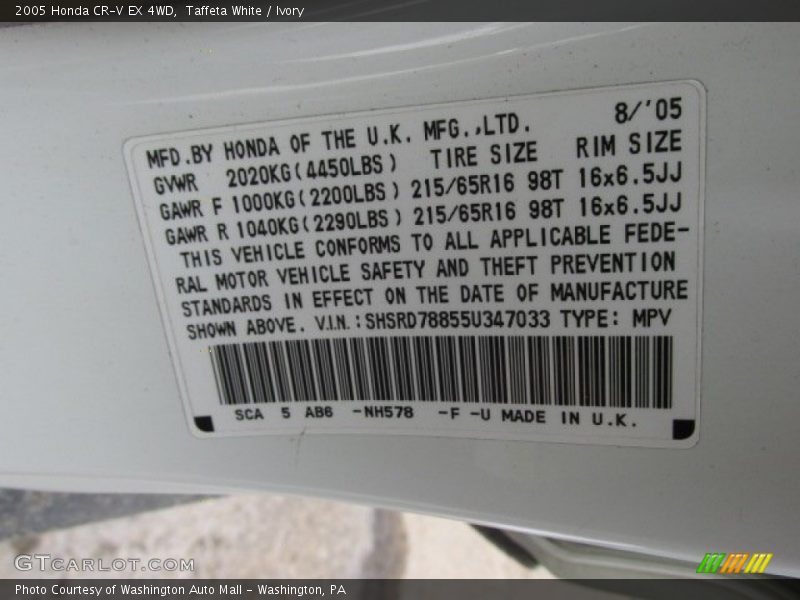 2005 Honda CR-V EX 4WD, Taffeta White / Ivory
8/'05
MFD.BY HONDA OF THE U.K. MFG.,LTD.
GVWR 2020KG(4450LBS) TIRE SIZE RIM SIZE
GAWR F 1000KG(2200LBS) 215/65R16 98T 16x6.5JJ
GAWR R 1040KG(2290LBS) 215/65R16 98T 16x6.5JJ
THIS VEHICLE CONFORMS TO ALL APPLICABLE FEDE-
RAL MOTOR VEHICLE SAFETY AND THEFT PREVENTION
STANDARDS IN EFFECT ON THE DATE OF MANUFACTURE
SHOWN ABOVE. V.I.N.:SHSRD78855U347033 TYPE: MPV
SCA 5 AB6 -NH578 -F -U MADE IN U.K.
GTcarlot.com
Photo Courtesy of Washington Auto Mall - Washington, PA